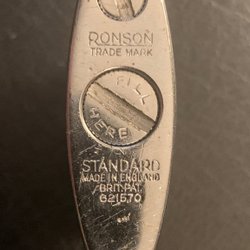 RONSON
TRADE MARK
FILL
HERE
STANDARD
MADE IN ENGLAND
BRIT. PAT.
621570